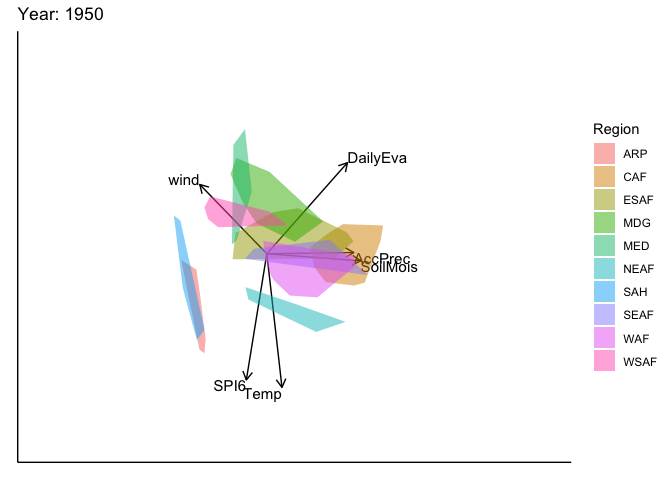 Year: 1950
DailyEva
wind
AccPrec
SoilMois
SPI6
Temp
Region
ARP
CAF
ESAF
MDG
MED
NEAF
SAH
SEAF
WAF
WSAF